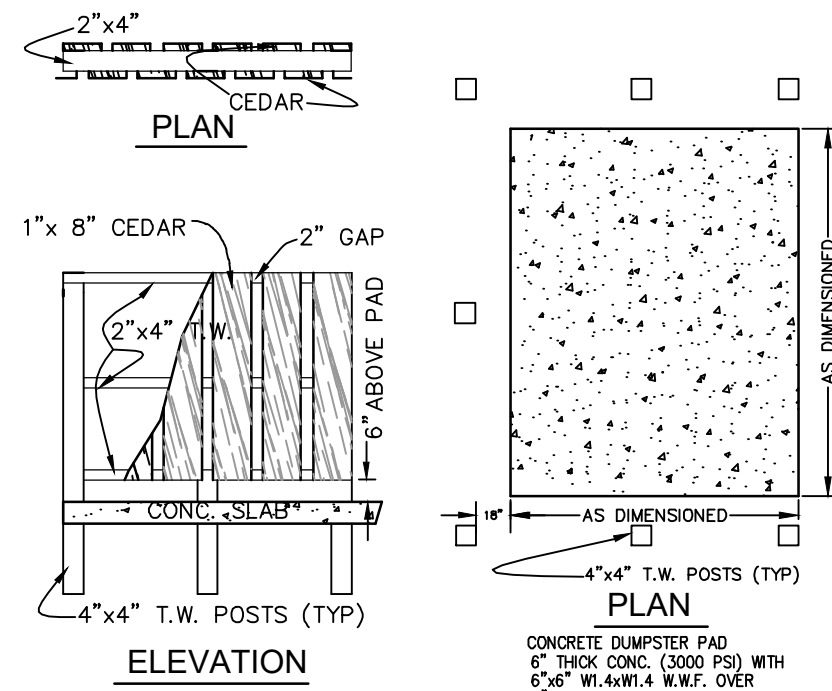 2”x4”
CEDAR
PLAN
1”x 8” CEDAR
2” GAP
2”x4” T.W.
6” ABOVE PAD
CONC. SLAB
4”x4” T.W. POSTS (TYP)
ELEVATION
AS DIMENSIONED
18”
AS DIMENSIONED
4”x4” T.W. POSTS (TYP)
PLAN
CONCRETE DUMPSTER PAD
6” THICK CONC. (3000 PSI) WITH
6”x6” W1.4xW1.4 W.W.F. OVER